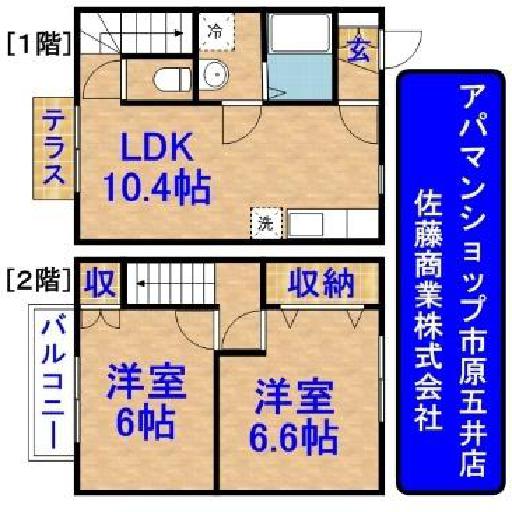 [1階]
冷
玄
テラス
LDK
10.4帖
洗
[2階]
収
収納
バルコニー
洋室
6帖
洋室
6.6帖
アパマンショップ市原五井店
佐藤商業株式会社